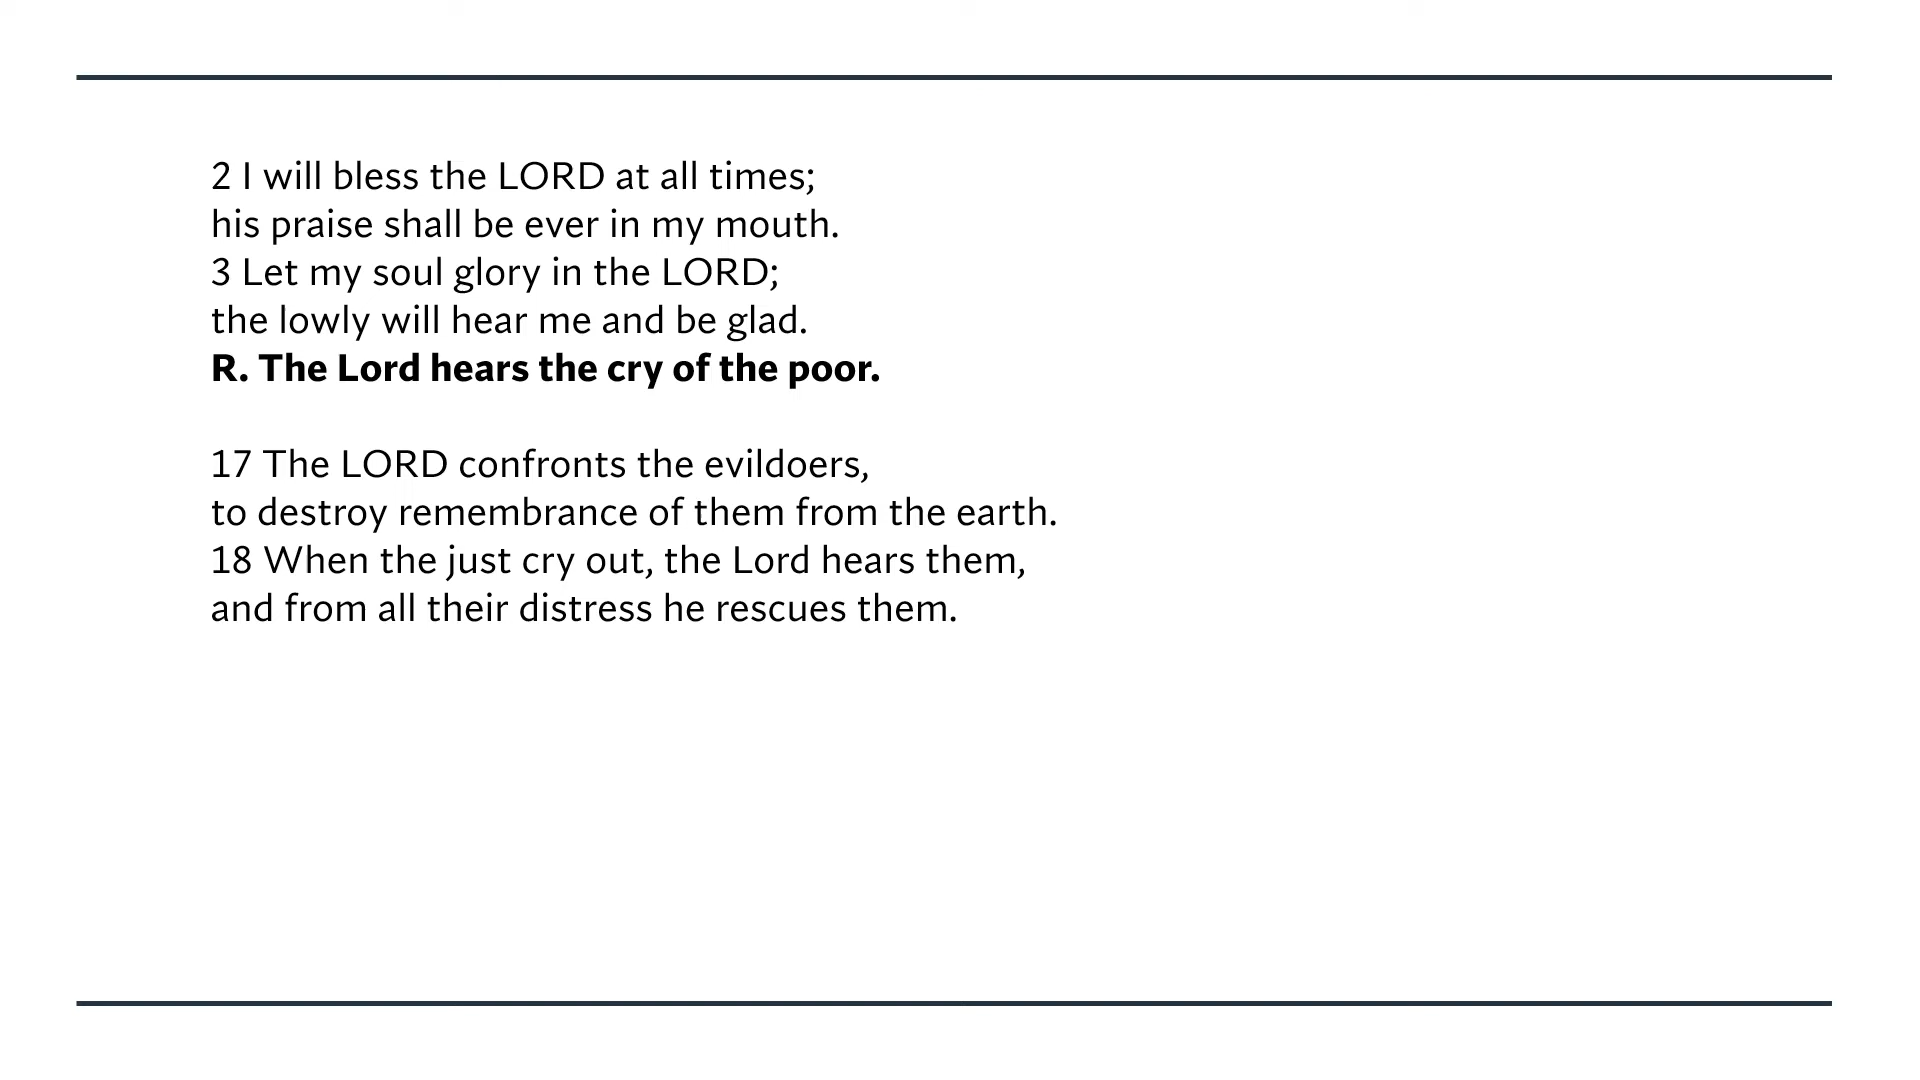 2 I will bless the LORD at all times;
his praise shall be ever in my mouth.
3 Let my soul glory in the LORD;
the lowly will hear me and be glad.
R. The Lord hears the cry of the poor.
17 The LORD confronts the evildoers,
to destroy remembrance of them from the earth.
18 When the just cry out, the Lord hears them,
and from all their distress he rescues them.